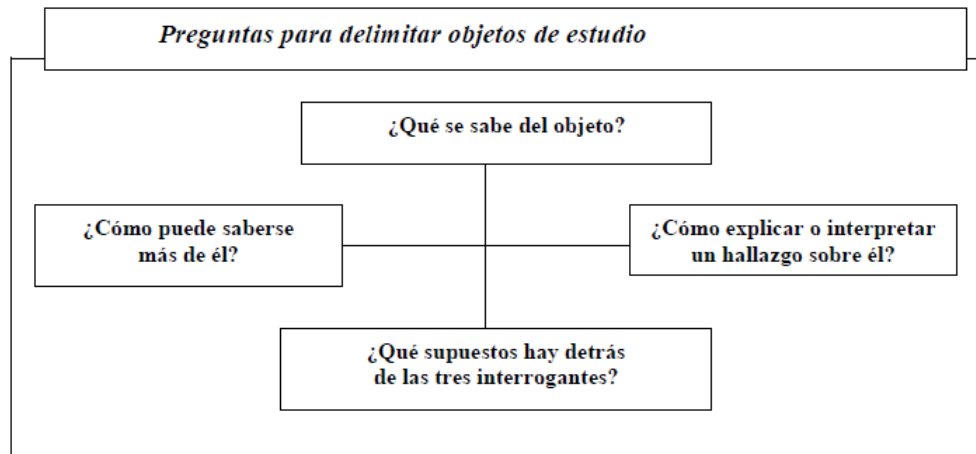 Preguntas para delimitar objetos de estudio
¿Qué se sabe del objeto?
¿Cómo puede saberse
más de él?
¿Cómo explicar o interpretar
un hallazgo sobre él?
¿Qué supuestos hay detrás
de las tres interrogantes?